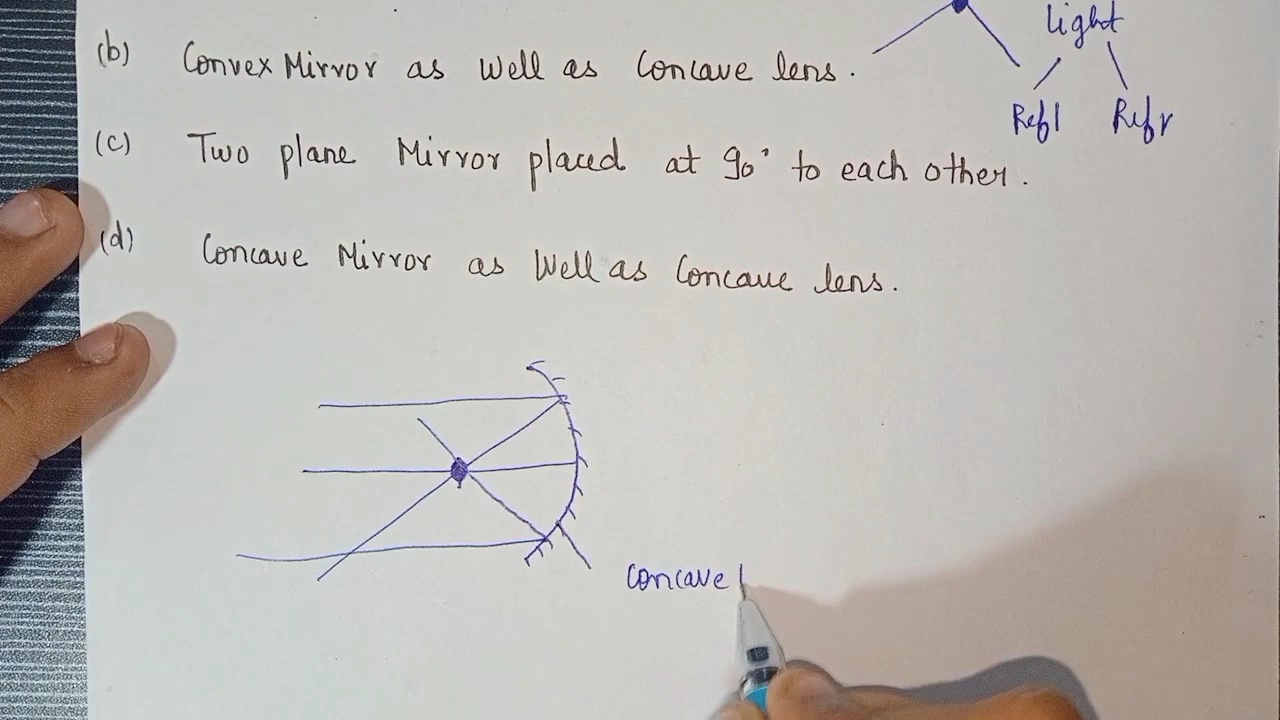 light
(b) Convex Mirror as well as Concave lens.
Refl Refr
(c) Two plane Mirror placed at 90° to each other.
(d) Concave Mirror as Well as Concave lens.
Concave